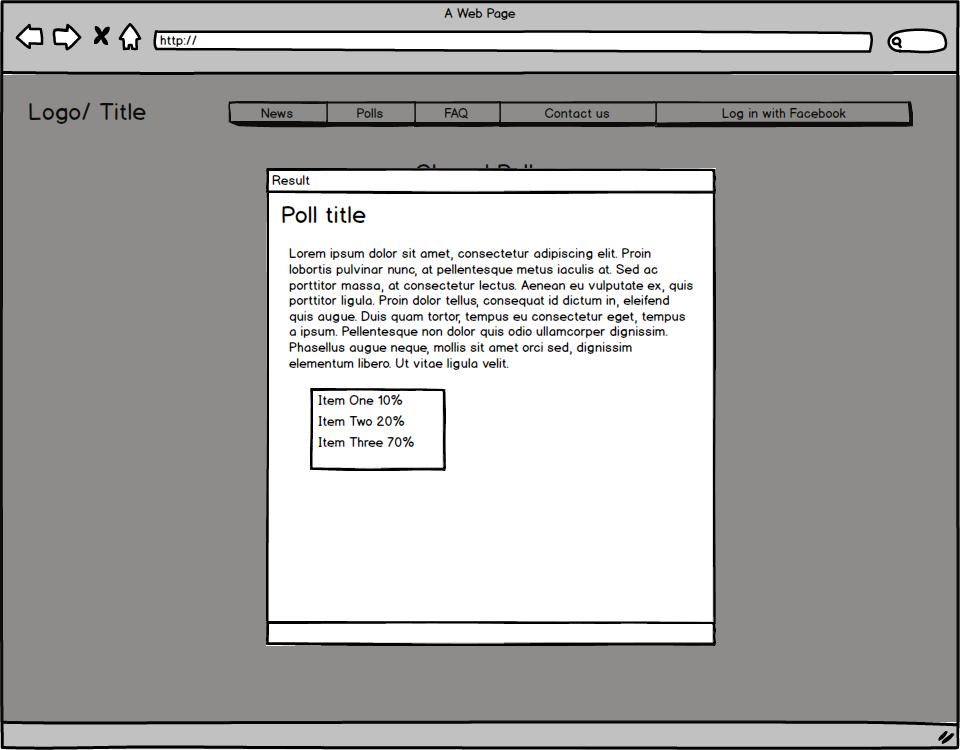 A Web Page
http://
Logo/ Title
News Polls FAQ Contact us Log in with Facebook
Result
Poll title
Lorem ipsum dolor sit amet, consectetur adipiscing elit. Proin
lobortis pulvinar nunc, at pellentesque metus iaculis at. Sed ac
porttitor massa, at consectetur lectus. Aenean eu vulputate ex, quis
porttitor ligula. Proin dolor tellus, consequat id dictum in, eleifend
quis augue. Duis quam tortor, tempus eu consectetur eget, tempus
a ipsum. Pellentesque non dolor quis odio ullamcorper dignissim.
Phasellus augue neque, mollis sit amet orci sed, dignissim
elementum libero. Ut vitae ligula velit.
Item One 10%
Item Two 20%
Item Three 70%